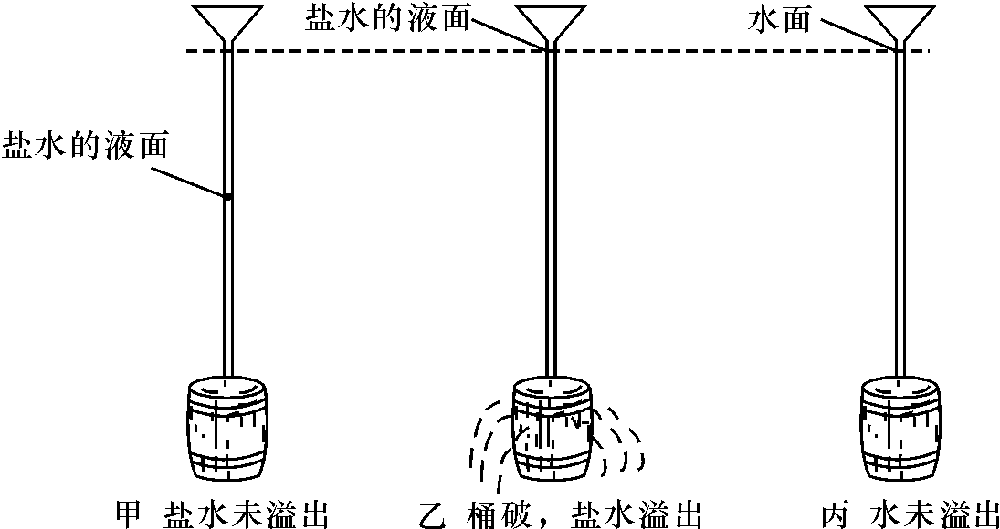 盐水的液面
水面
盐水的液面
甲 盐水未溢出
乙 桶破，盐水溢出
丙 水未溢出